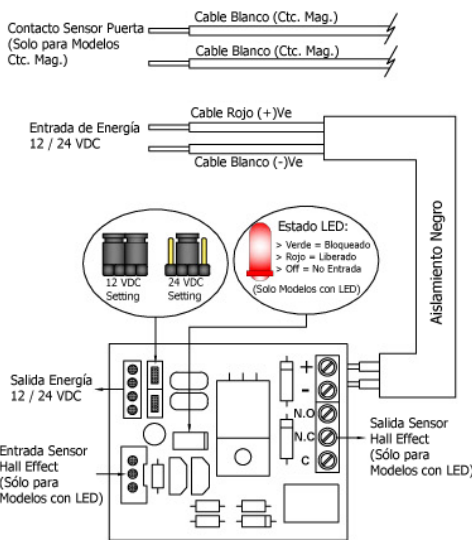 Contacto Sensor Puerta
(Solo para Modelos
Ctc. Mag.)
Cable Blanco (Ctc. Mag.)
Cable Blanco (Ctc. Mag.)
Entrada de Energía
12 / 24 VDC
Cable Rojo (+)Ve
Cable Blanco (-)Ve
Aislamiento Negro
12 VDC
Setting
24 VDC
Setting
Estado LED:
> Verde = Bloqueado
> Rojo = Liberado
> Off = No Entrada
(Solo Modelos con LED)
Salida Energía
12 / 24 VDC
Entrada Sensor
Hall Effect
(Sólo para
Modelos con LED)
+
-
N.O
N.C
C
Salida Sensor
Hall Effect
(Sólo para
Modelos con LED)